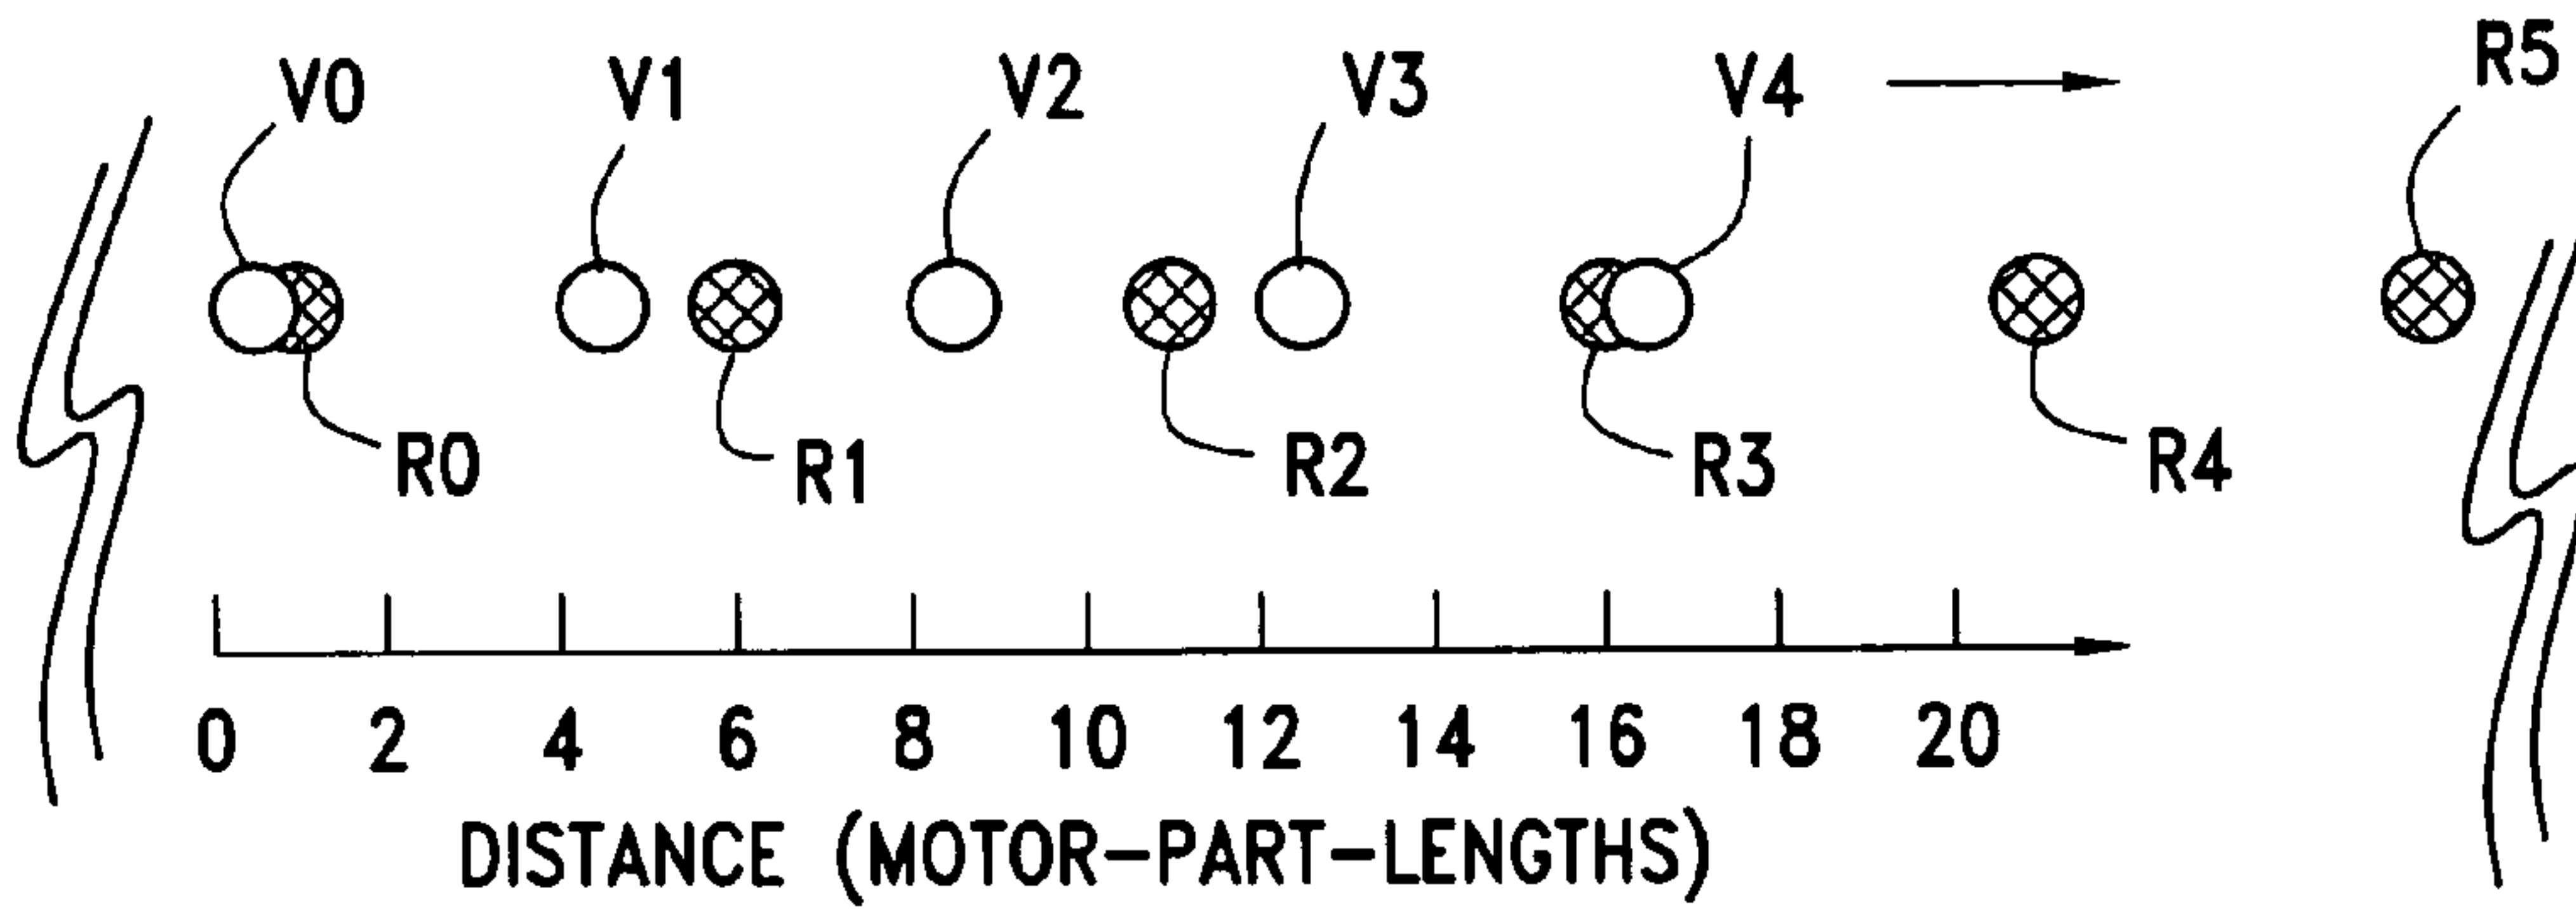 V0 V1 V2 V3 V4 R5
R0 R1 R2 R3 R4
0 2 4 6 8 10 12 14 16 18 20
DISTANCE (MOTOR-PART-LENGTHS)